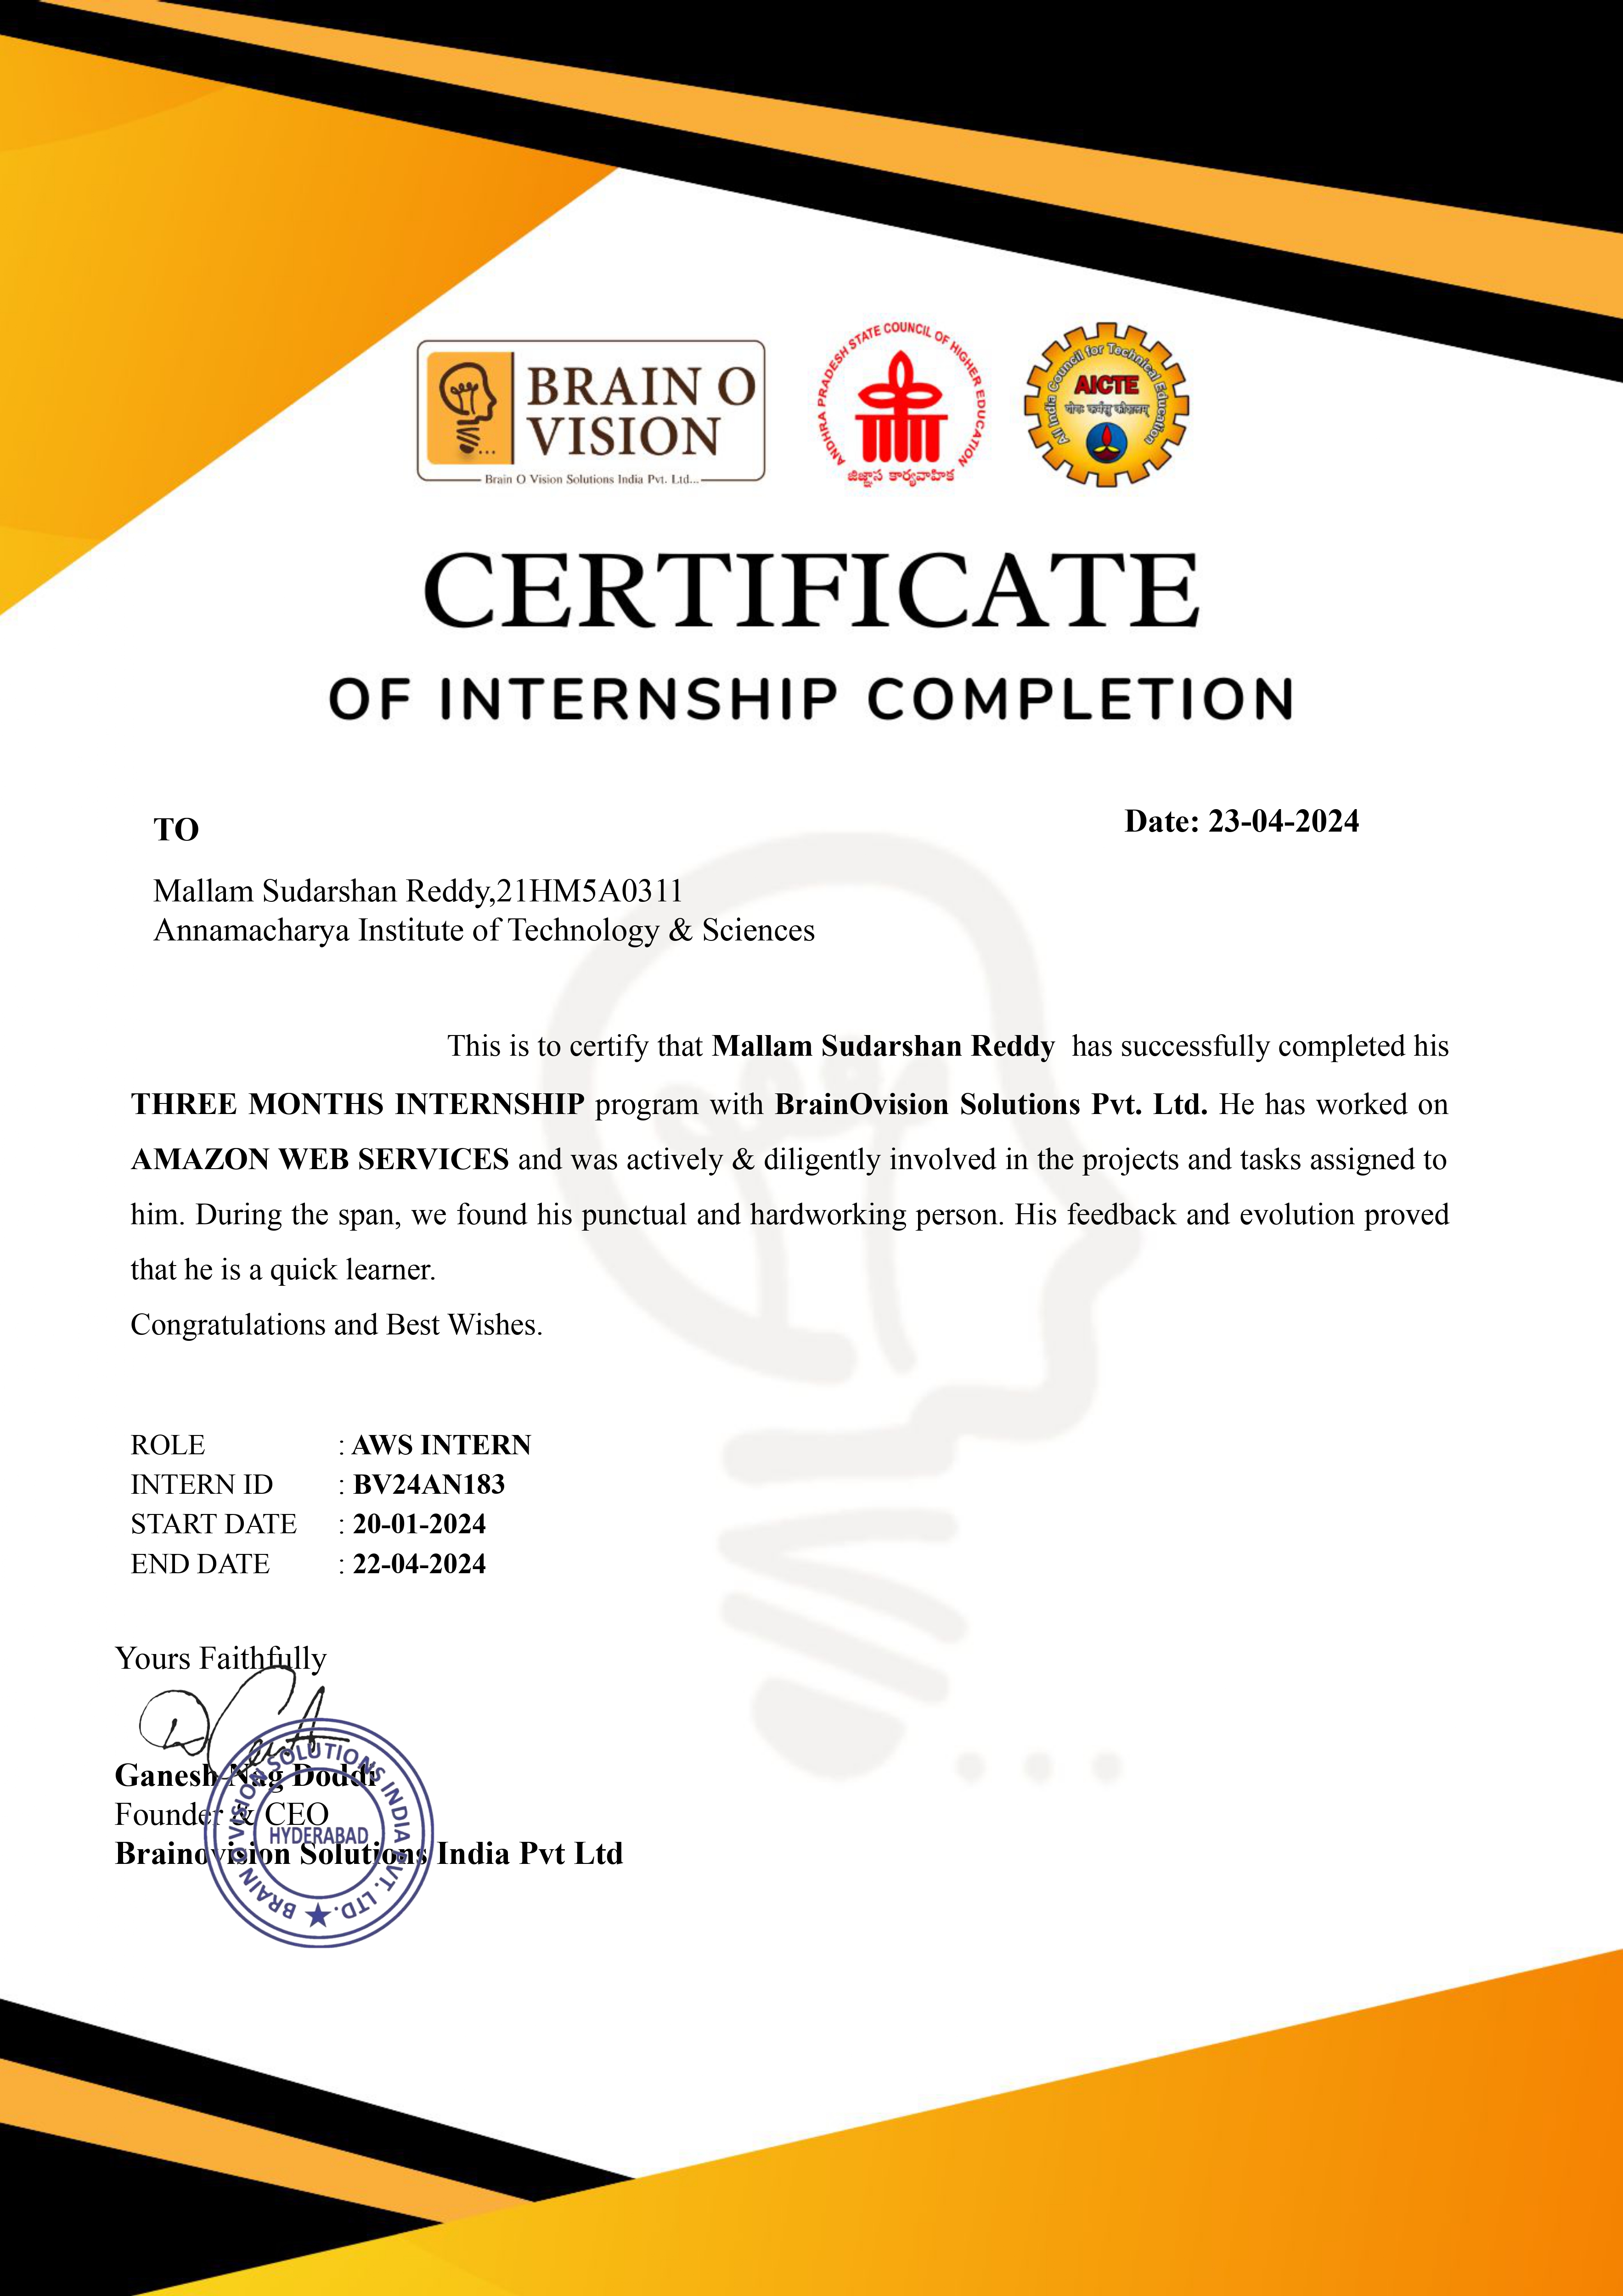 BRAIN O
VISION
Brain O Vision Solutions India Pvt. Ltd...
ANDHRA PRADESH STATE COUNCIL OF HIGHER EDUCATION
జిజ్ఞాస కార్యవాహిక
All India Council for Technical Education
AICTE
योगः कर्मसु कौशलम्
CERTIFICATE
OF INTERNSHIP COMPLETION
TO
Date: 23-04-2024
Mallam Sudarshan Reddy,21HM5A0311
Annamacharya Institute of Technology & Sciences
This is to certify that Mallam Sudarshan Reddy has successfully completed his
THREE MONTHS INTERNSHIP program with BrainOvision Solutions Pvt. Ltd. He has worked on
AMAZON WEB SERVICES and was actively & diligently involved in the projects and tasks assigned to
him. During the span, we found his punctual and hardworking person. His feedback and evolution proved
that he is a quick learner.
Congratulations and Best Wishes.
ROLE : AWS INTERN
INTERN ID : BV24AN183
START DATE : 20-01-2024
END DATE : 22-04-2024
Yours Faithfully
Ganesh Nag Doddi
Founder & CEO
Brainovision Solutions India Pvt Ltd
BRAIN O VISION SOLUTIONS INDIA PVT. LTD.
HYDERABAD